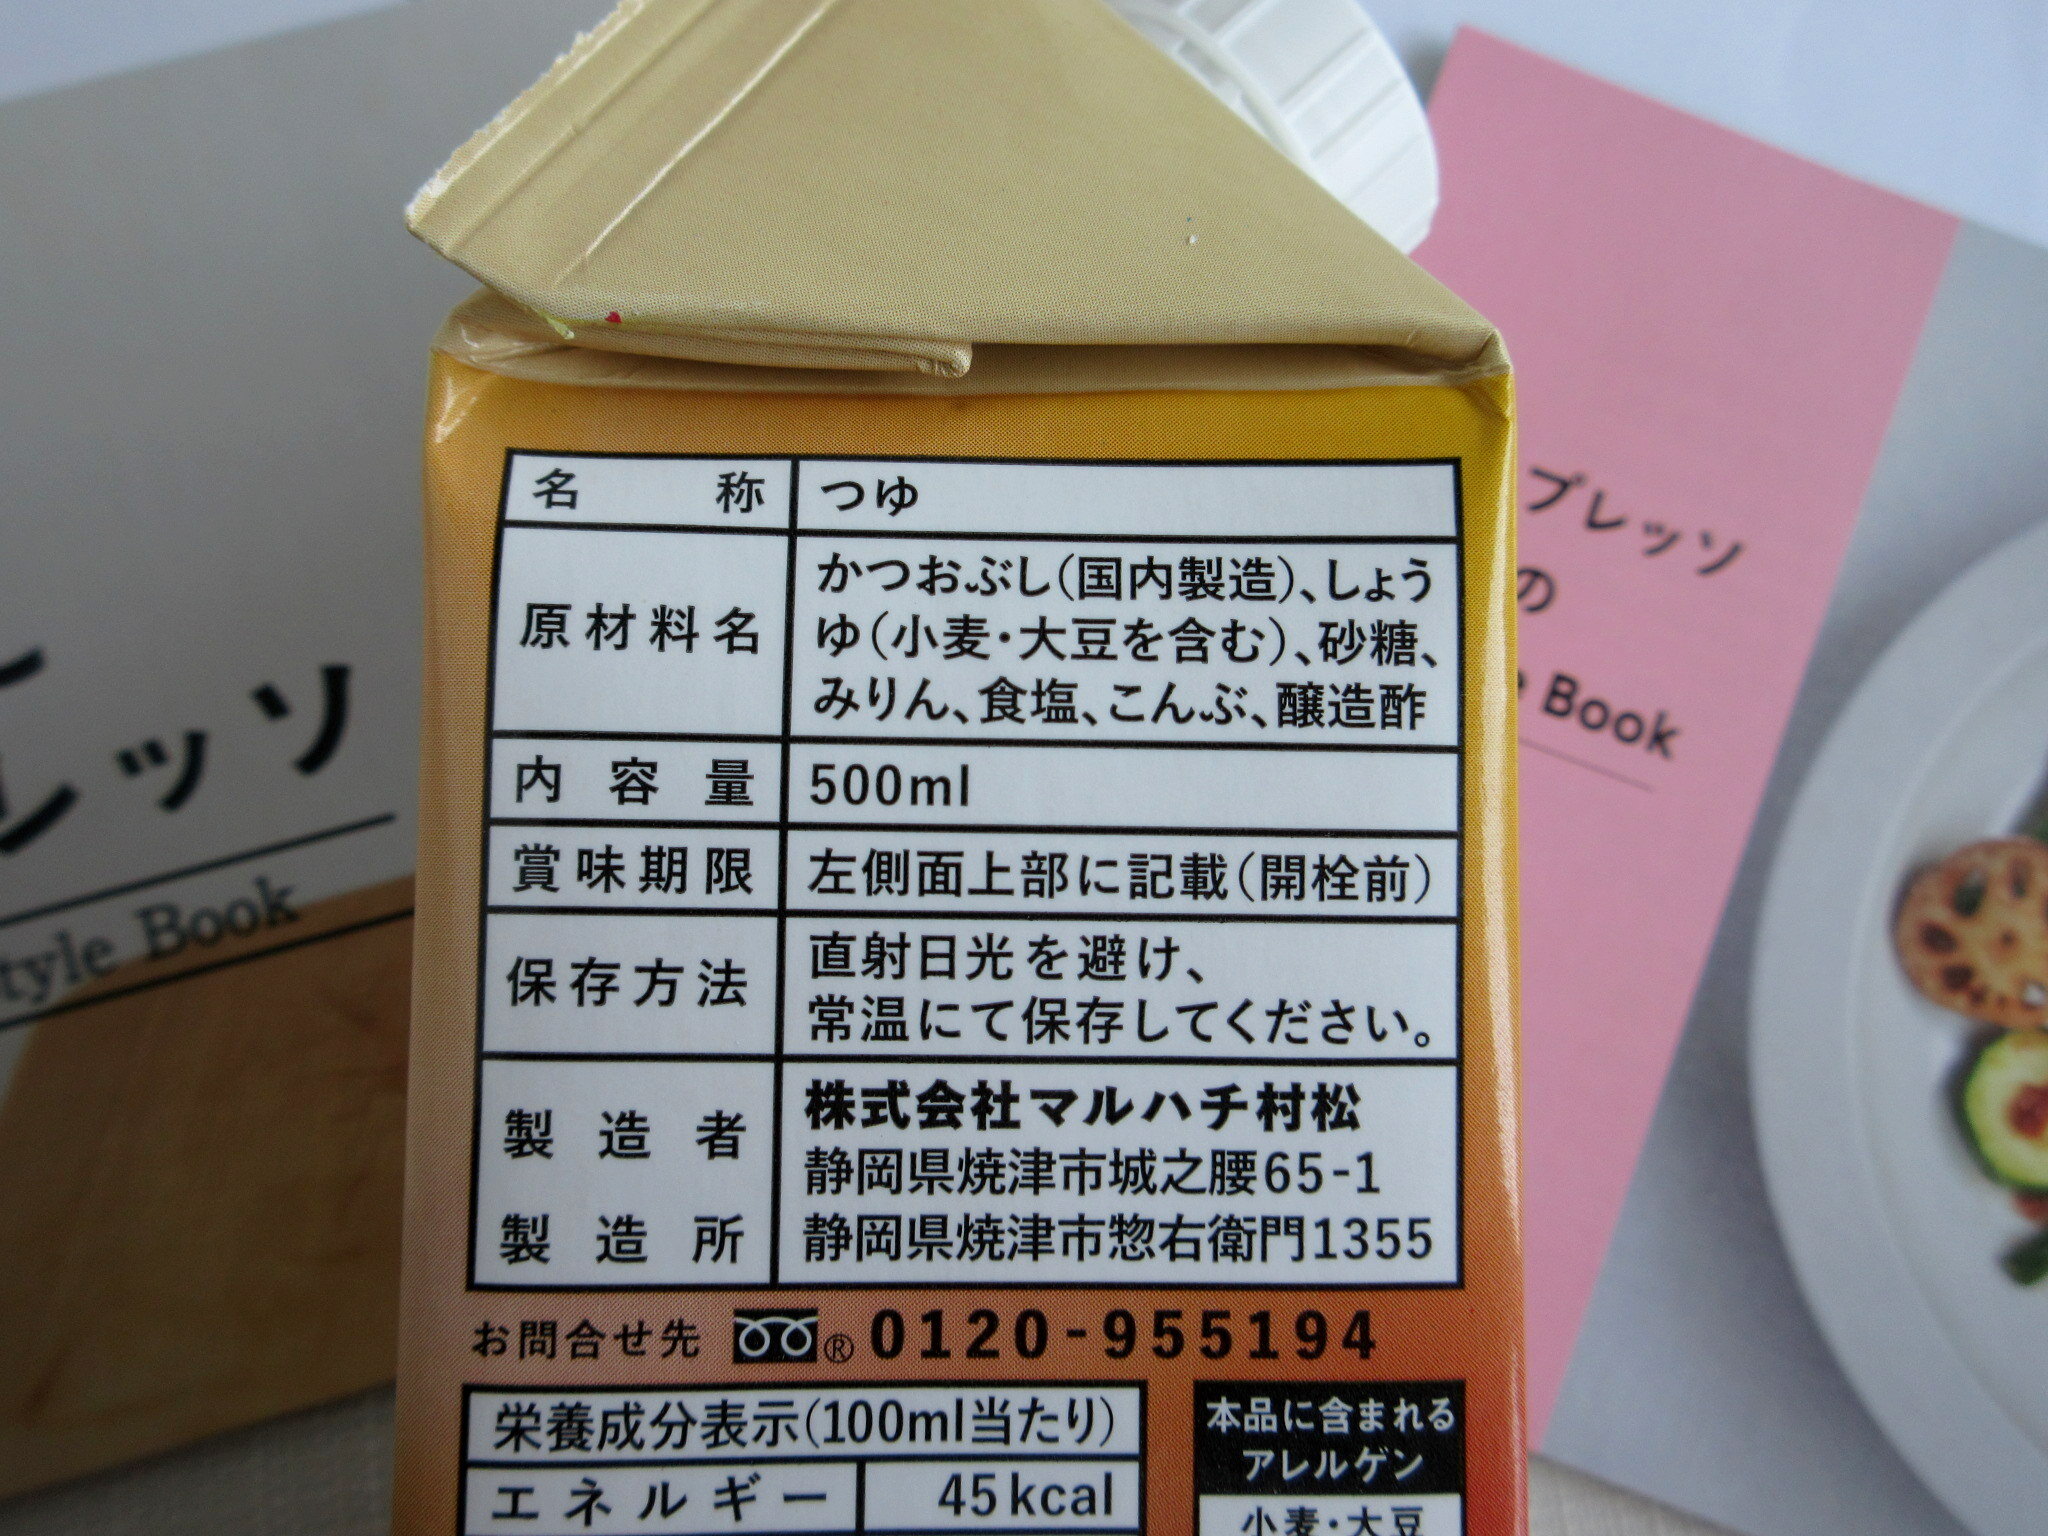 名称 つゆ
原材料名 かつおぶし(国内製造)、しょう
ゆ(小麦・大豆を含む)、砂糖、
みりん、食塩、こんぶ、醸造酢
内容量 500ml
賞味期限 左側面上部に記載(開栓前)
保存方法 直射日光を避け、
常温にて保存してください。
製造者 株式会社マルハチ村松
静岡県焼津市城之腰65-1
製造所 静岡県焼津市惣右衛門1355
お問合せ先 ® 0120-955194
栄養成分表示(100ml当たり)
エネルギー 45kcal
本品に含まれる
アレルゲン
小麦・大豆
レッソ
tyle Book
プレッソ
の
Book